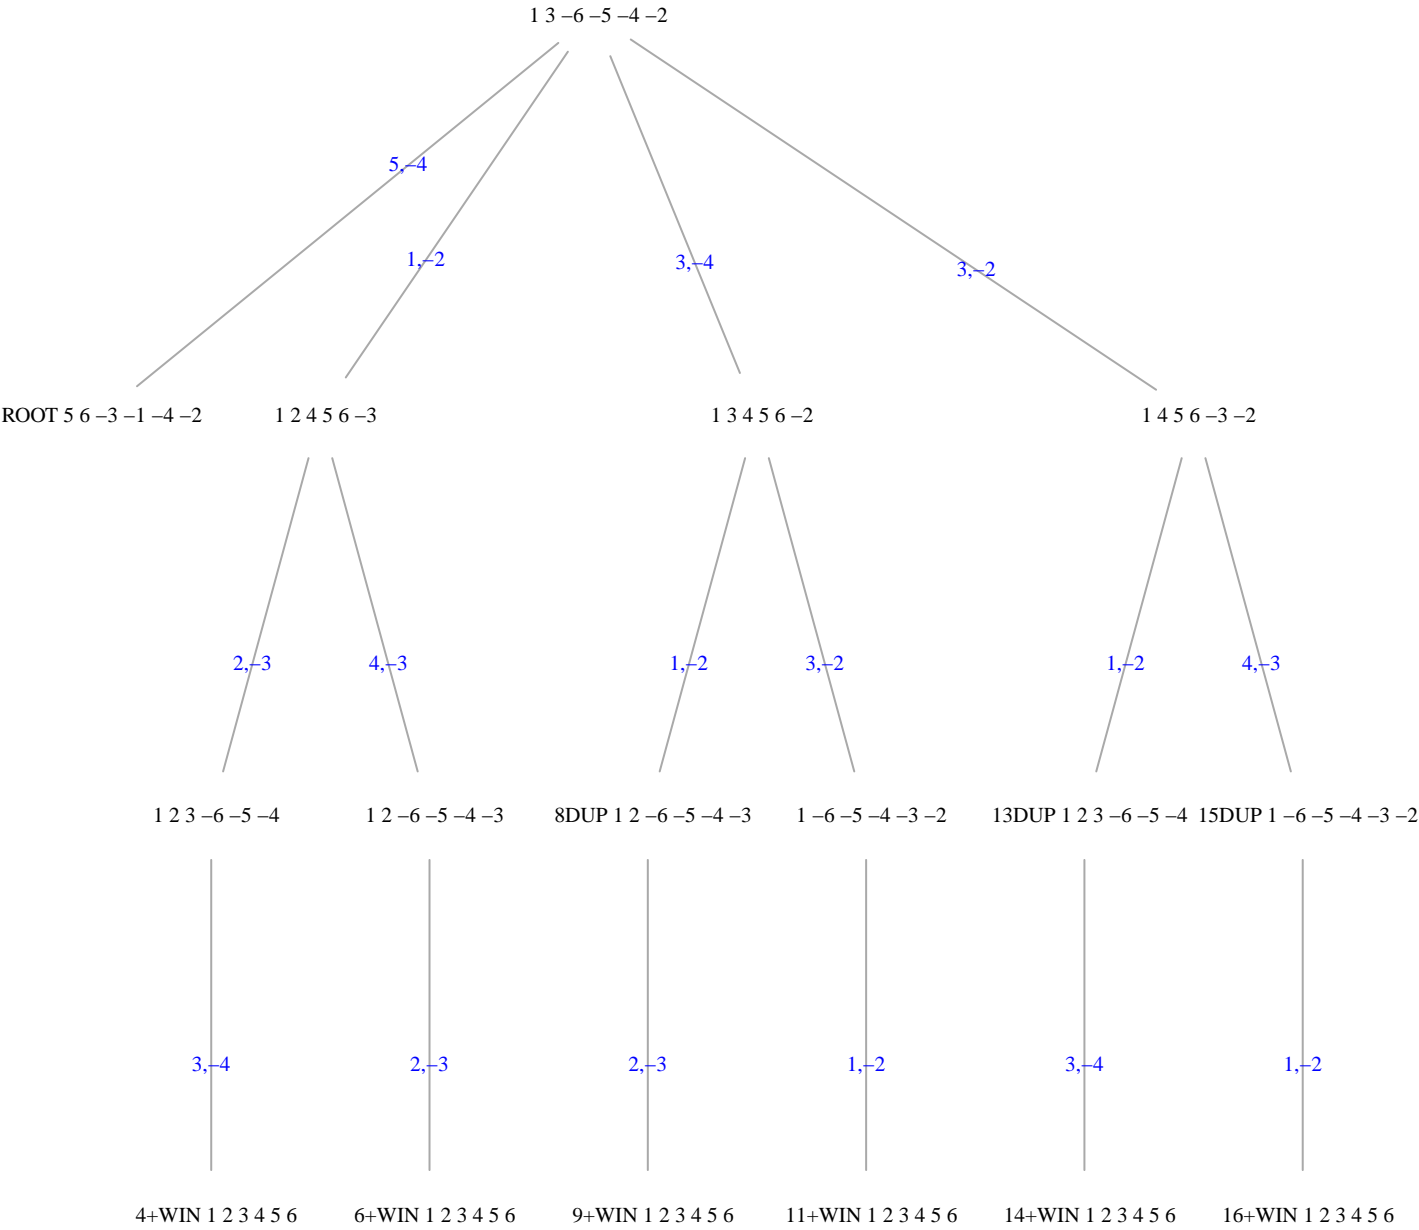 1 3 –6 –5 –4 –2
5,–4
1,–2
3,–4
3,–2
ROOT 5 6 –3 –1 –4 –2
1 2 4 5 6 –3
1 3 4 5 6 –2
1 4 5 6 –3 –2
2,–3
4,–3
1,–2
3,–2
1,–2
4,–3
1 2 3 –6 –5 –4
1 2 –6 –5 –4 –3
8DUP 1 2 –6 –5 –4 –3
1 –6 –5 –4 –3 –2
13DUP 1 2 3 –6 –5 –4
15DUP 1 –6 –5 –4 –3 –2
3,–4
2,–3
2,–3
1,–2
3,–4
1,–2
4+WIN 1 2 3 4 5 6
6+WIN 1 2 3 4 5 6
9+WIN 1 2 3 4 5 6
11+WIN 1 2 3 4 5 6
14+WIN 1 2 3 4 5 6
16+WIN 1 2 3 4 5 6